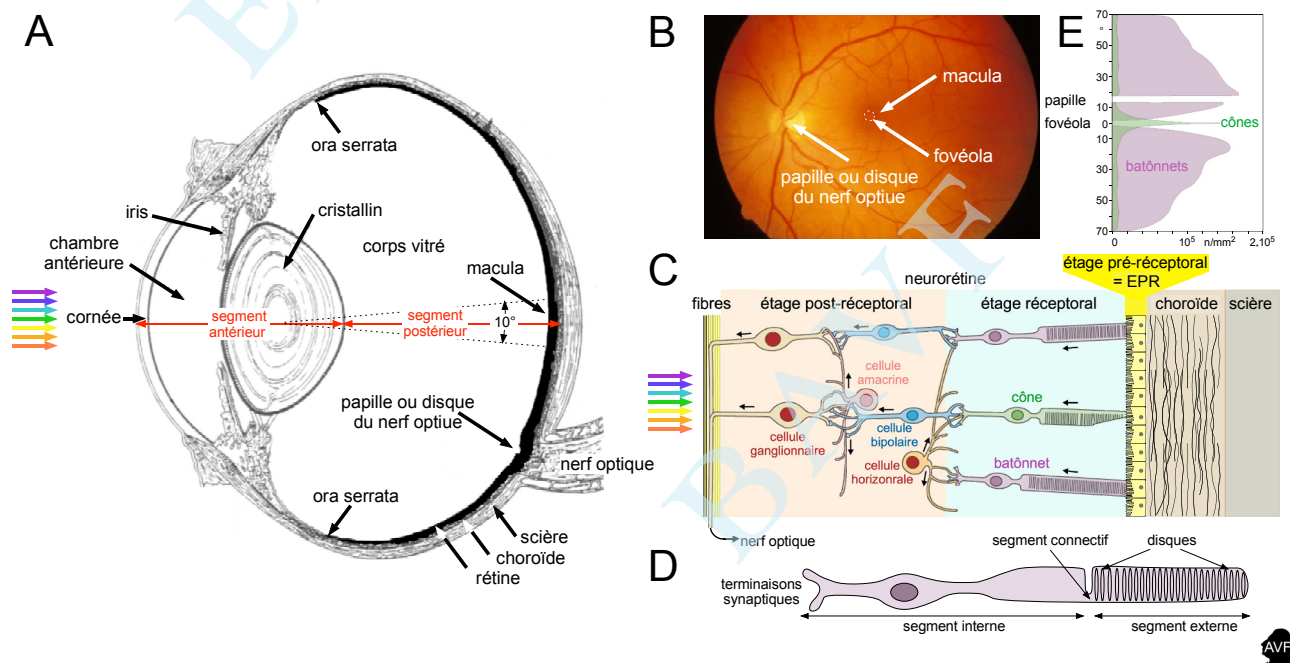 A
ora serrata
iris
cristallin
chambre
antérieure
corps vitré
macula
cornée
segment
antérieur
segment
postérieur
10°
papille ou disque
du nerf optiue
nerf optique
ora serrata
scière
choroïde
rétine
B
macula
fovéola
papille ou disque
du nerf optiue
E
70
°
50
30
papille
10
fovéola
0
cônes
10
batônnets
30
50
70
0
10⁵
n/mm²
2,10⁵
C
étage pré-réceptoral
= EPR
neurorétine
fibres
étage post-réceptoral
étage réceptoral
choroïde
scière
cellule
amacrine
cône
cellule
ganglionnaire
cellule
bipolaire
cellule
horizonrale
batônnet
nerf optique
D
segment connectif
disques
terminaisons
synaptiques
segment interne
segment externe
AVF
BAVF